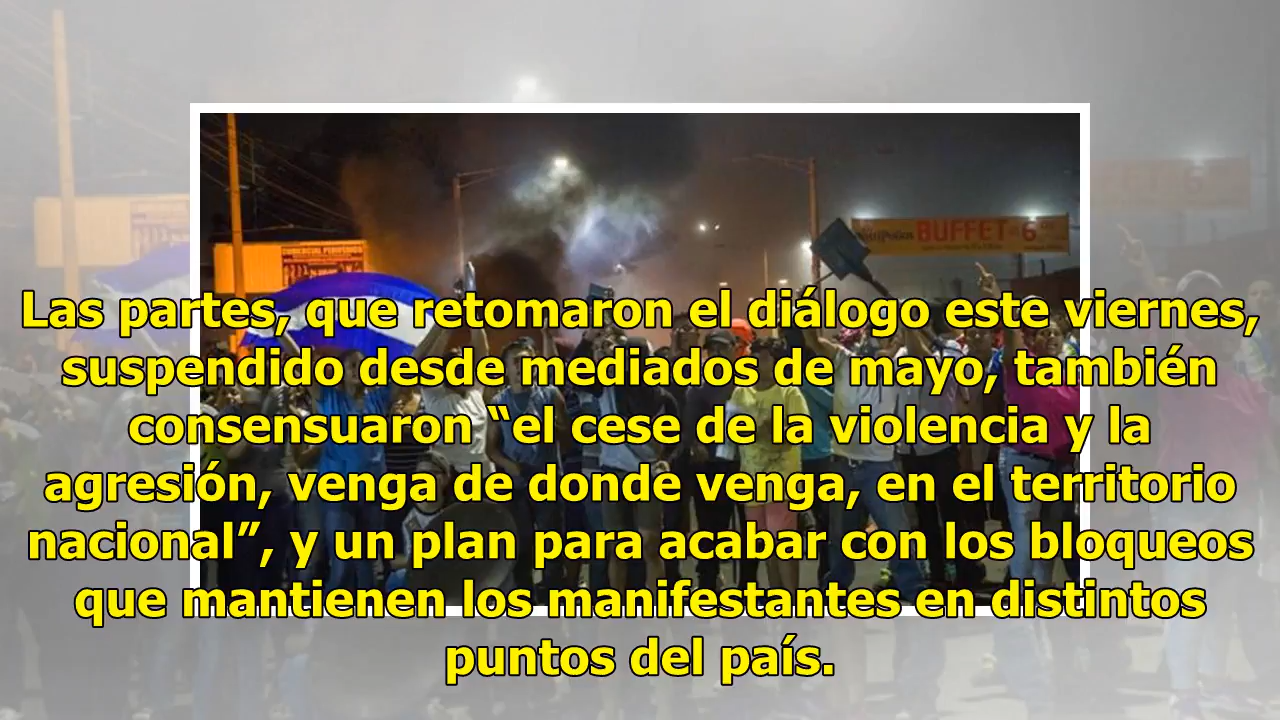 BUFFET 6
Las partes, que retomaron el diálogo este viernes,
suspendido desde mediados de mayo, también
consensuaron “el cese de la violencia y la
agresión, venga de donde venga, en el territorio
nacional”, y un plan para acabar con los bloqueos
que mantienen los manifestantes en distintos
puntos del país.